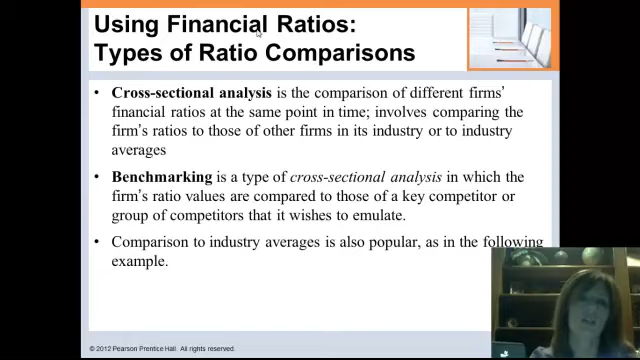 Using Financial Ratios:
Types of Ratio Comparisons
• Cross-sectional analysis is the comparison of different firms’
financial ratios at the same point in time; involves comparing the
firm’s ratios to those of other firms in its industry or to industry
averages
• Benchmarking is a type of cross-sectional analysis in which the
firm’s ratio values are compared to those of a key competitor or
group of competitors that it wishes to emulate.
• Comparison to industry averages is also popular, as in the following
example.
© 2012 Pearson Prentice Hall. All rights reserved.